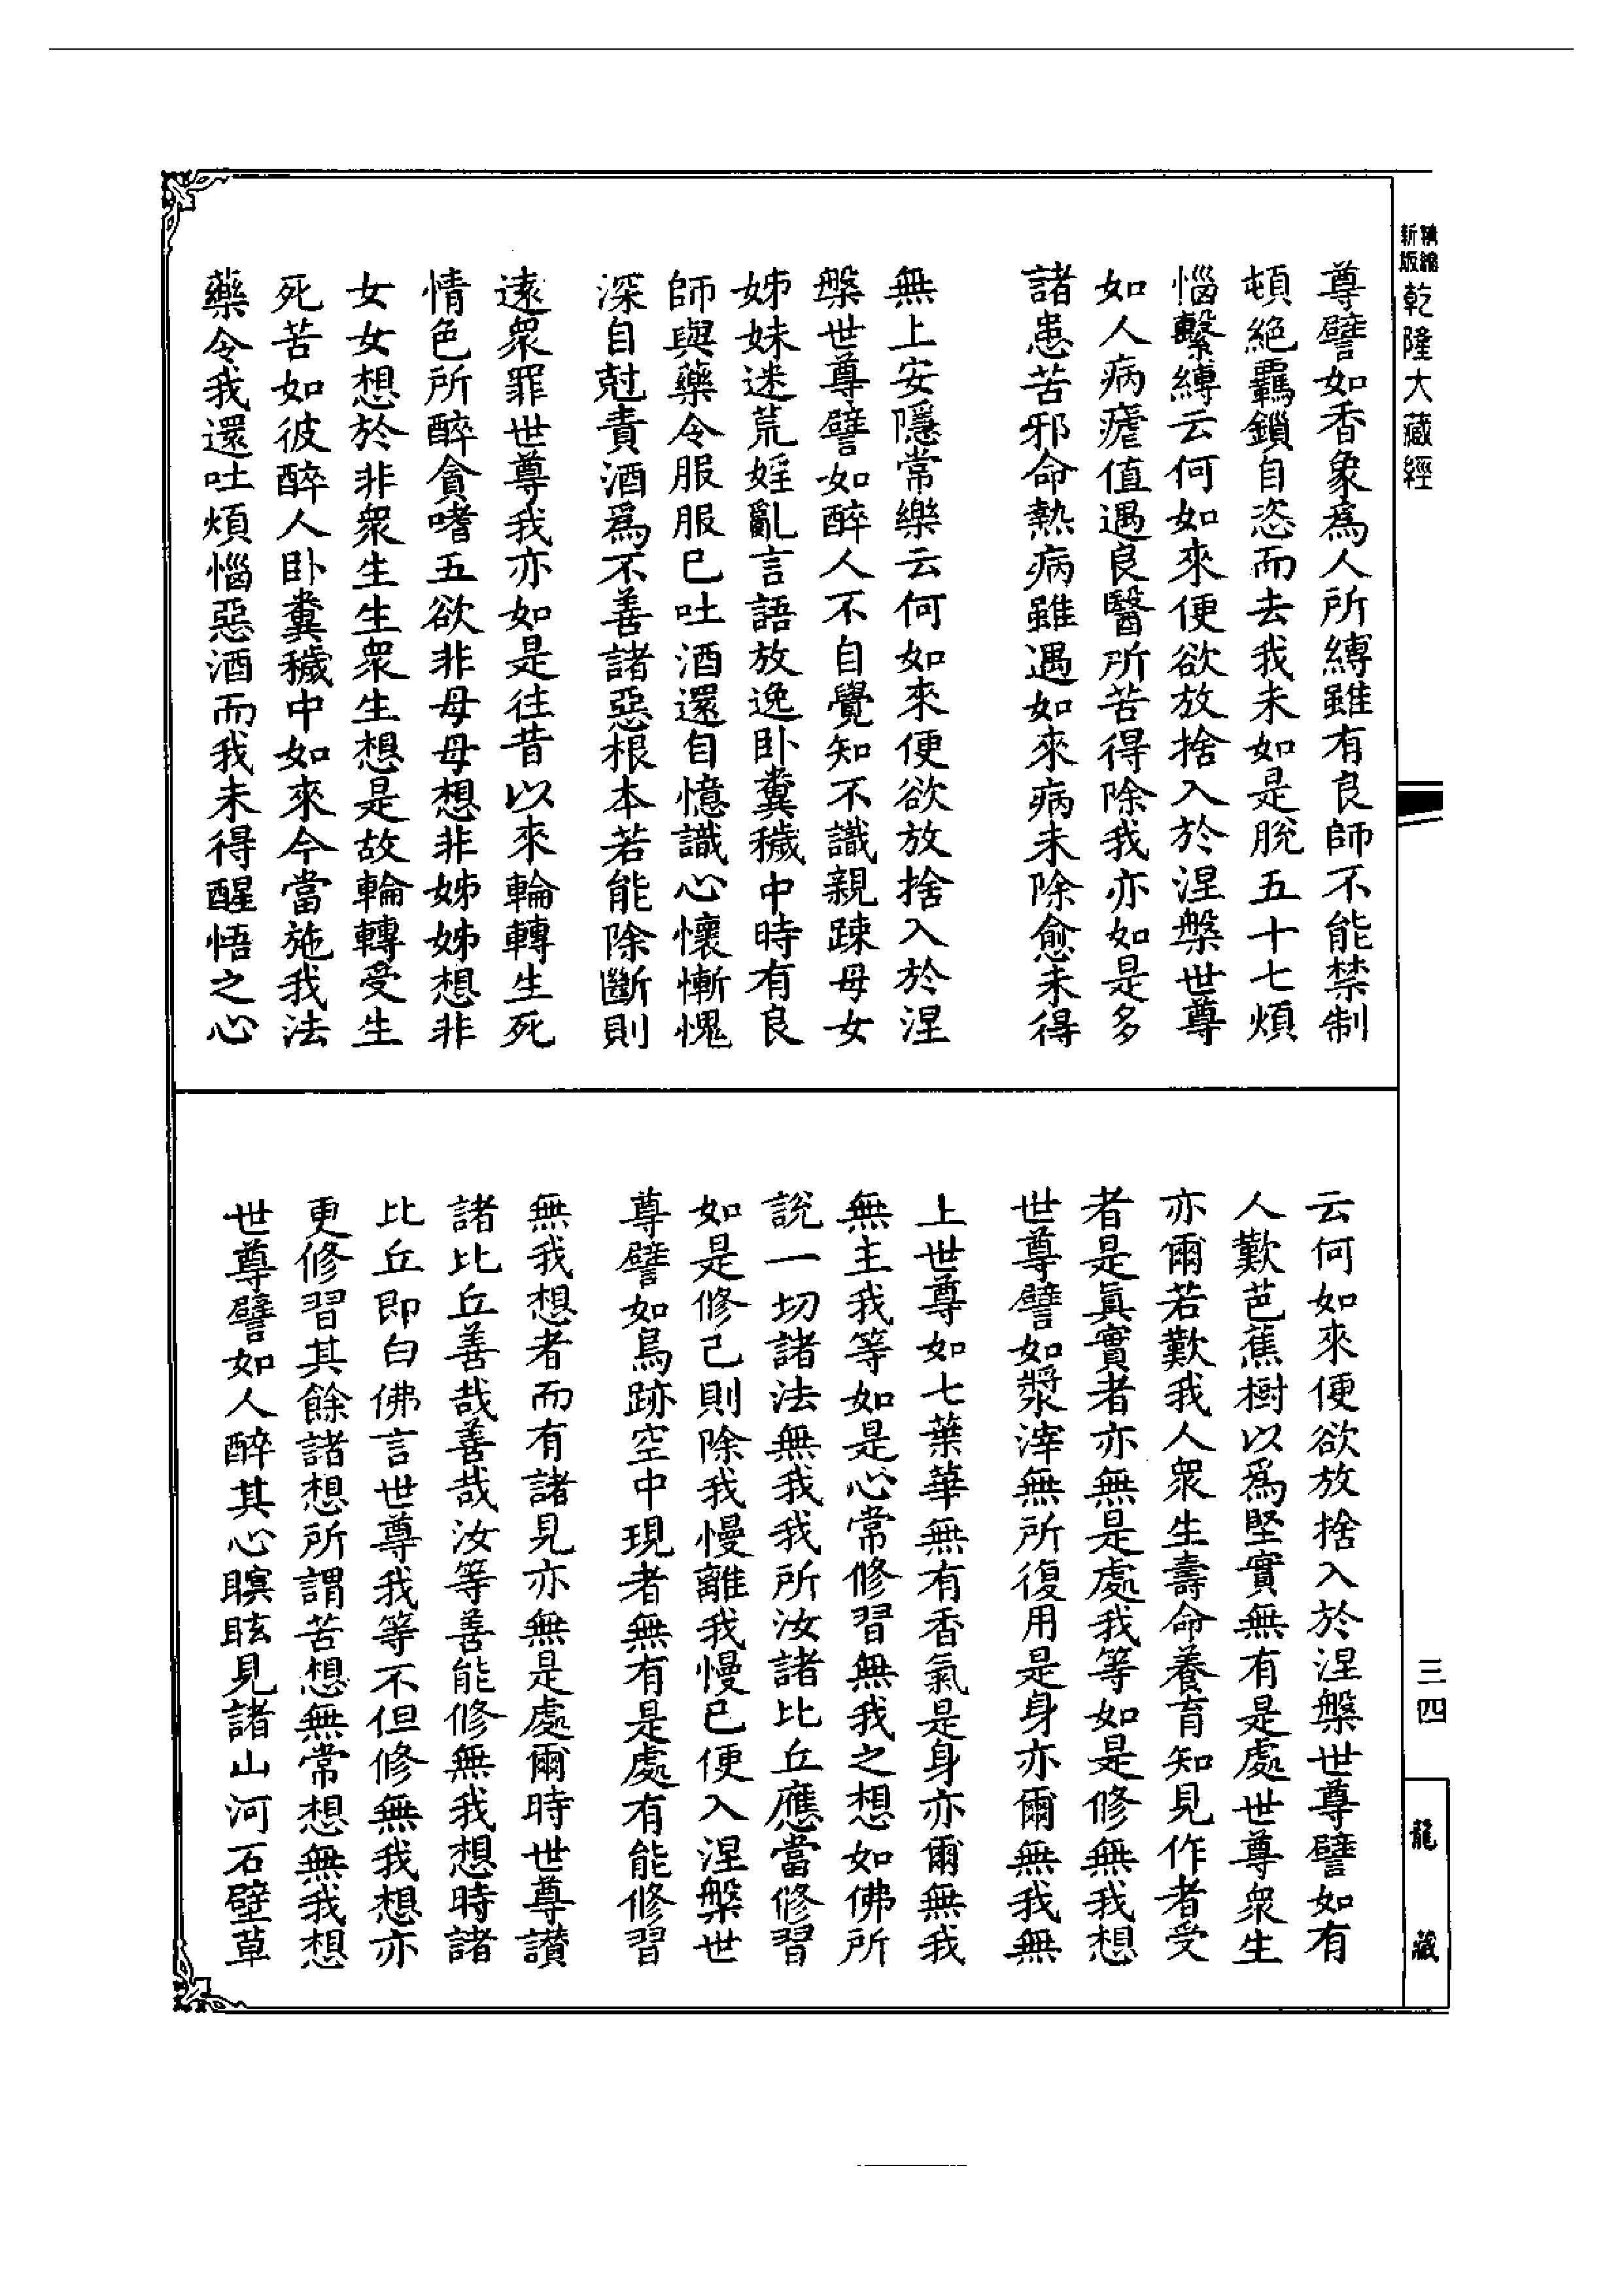 精縮新版乾隆大藏經
尊譬如香象爲人所縛雖有良師不能禁制
頓絕羈鎖自恣而去我未如是脫五十七煩
惱繫縛云何如來便欲放捨入於涅槃世尊
如人病瘧值遇良醫所苦得除我亦如是多
諸患苦邪命熱病雖遇如來病未除愈未得
無上安隱常樂云何如來便欲放捨入於涅
槃世尊譬如醉人不自覺知不識親疎母女
姊妹迷荒婬亂言語放逸卧糞穢中時有良
師與藥令服服已吐酒還自憶識心懷慚愧
深自剋責酒爲不善諸惡根本若能除斷則
遠衆罪世尊我亦如是往昔以來輪轉生死
情色所醉貪嗜五欲非母母想非姊姊想非
女女想於非衆生生衆生想是故輪轉受生
死苦如彼醉人卧糞穢中如來今當施我法
藥令我還吐煩惱惡酒而我未得醒悟之心
云何如來便欲放捨入於涅槃世尊譬如有
人歎芭蕉樹以爲堅實無有是處世尊衆生
亦爾若歎我人衆生壽命養育知見作者受
者是眞實者亦無是處我等如是修無我想
世尊譬如漿滓無所復用是身亦爾無我無
上世尊如七葉華無有香氣是身亦爾無我
無主我等如是心常修習無我之想如佛所
說一切諸法無我我所汝諸比丘應當修習
如是修已則除我慢離我慢已便入涅槃世
尊譬如鳥跡空中現者無有是處有能修習
無我想者而有諸見亦無是處爾時世尊讃
諸比丘善哉善哉汝等善能修無我想時諸
比丘即白佛言世尊我等不但修無我想亦
更修習其餘諸想所謂苦想無常想無我想
世尊譬如人醉其心瞑眩見諸山河石壁草
三四
龍藏